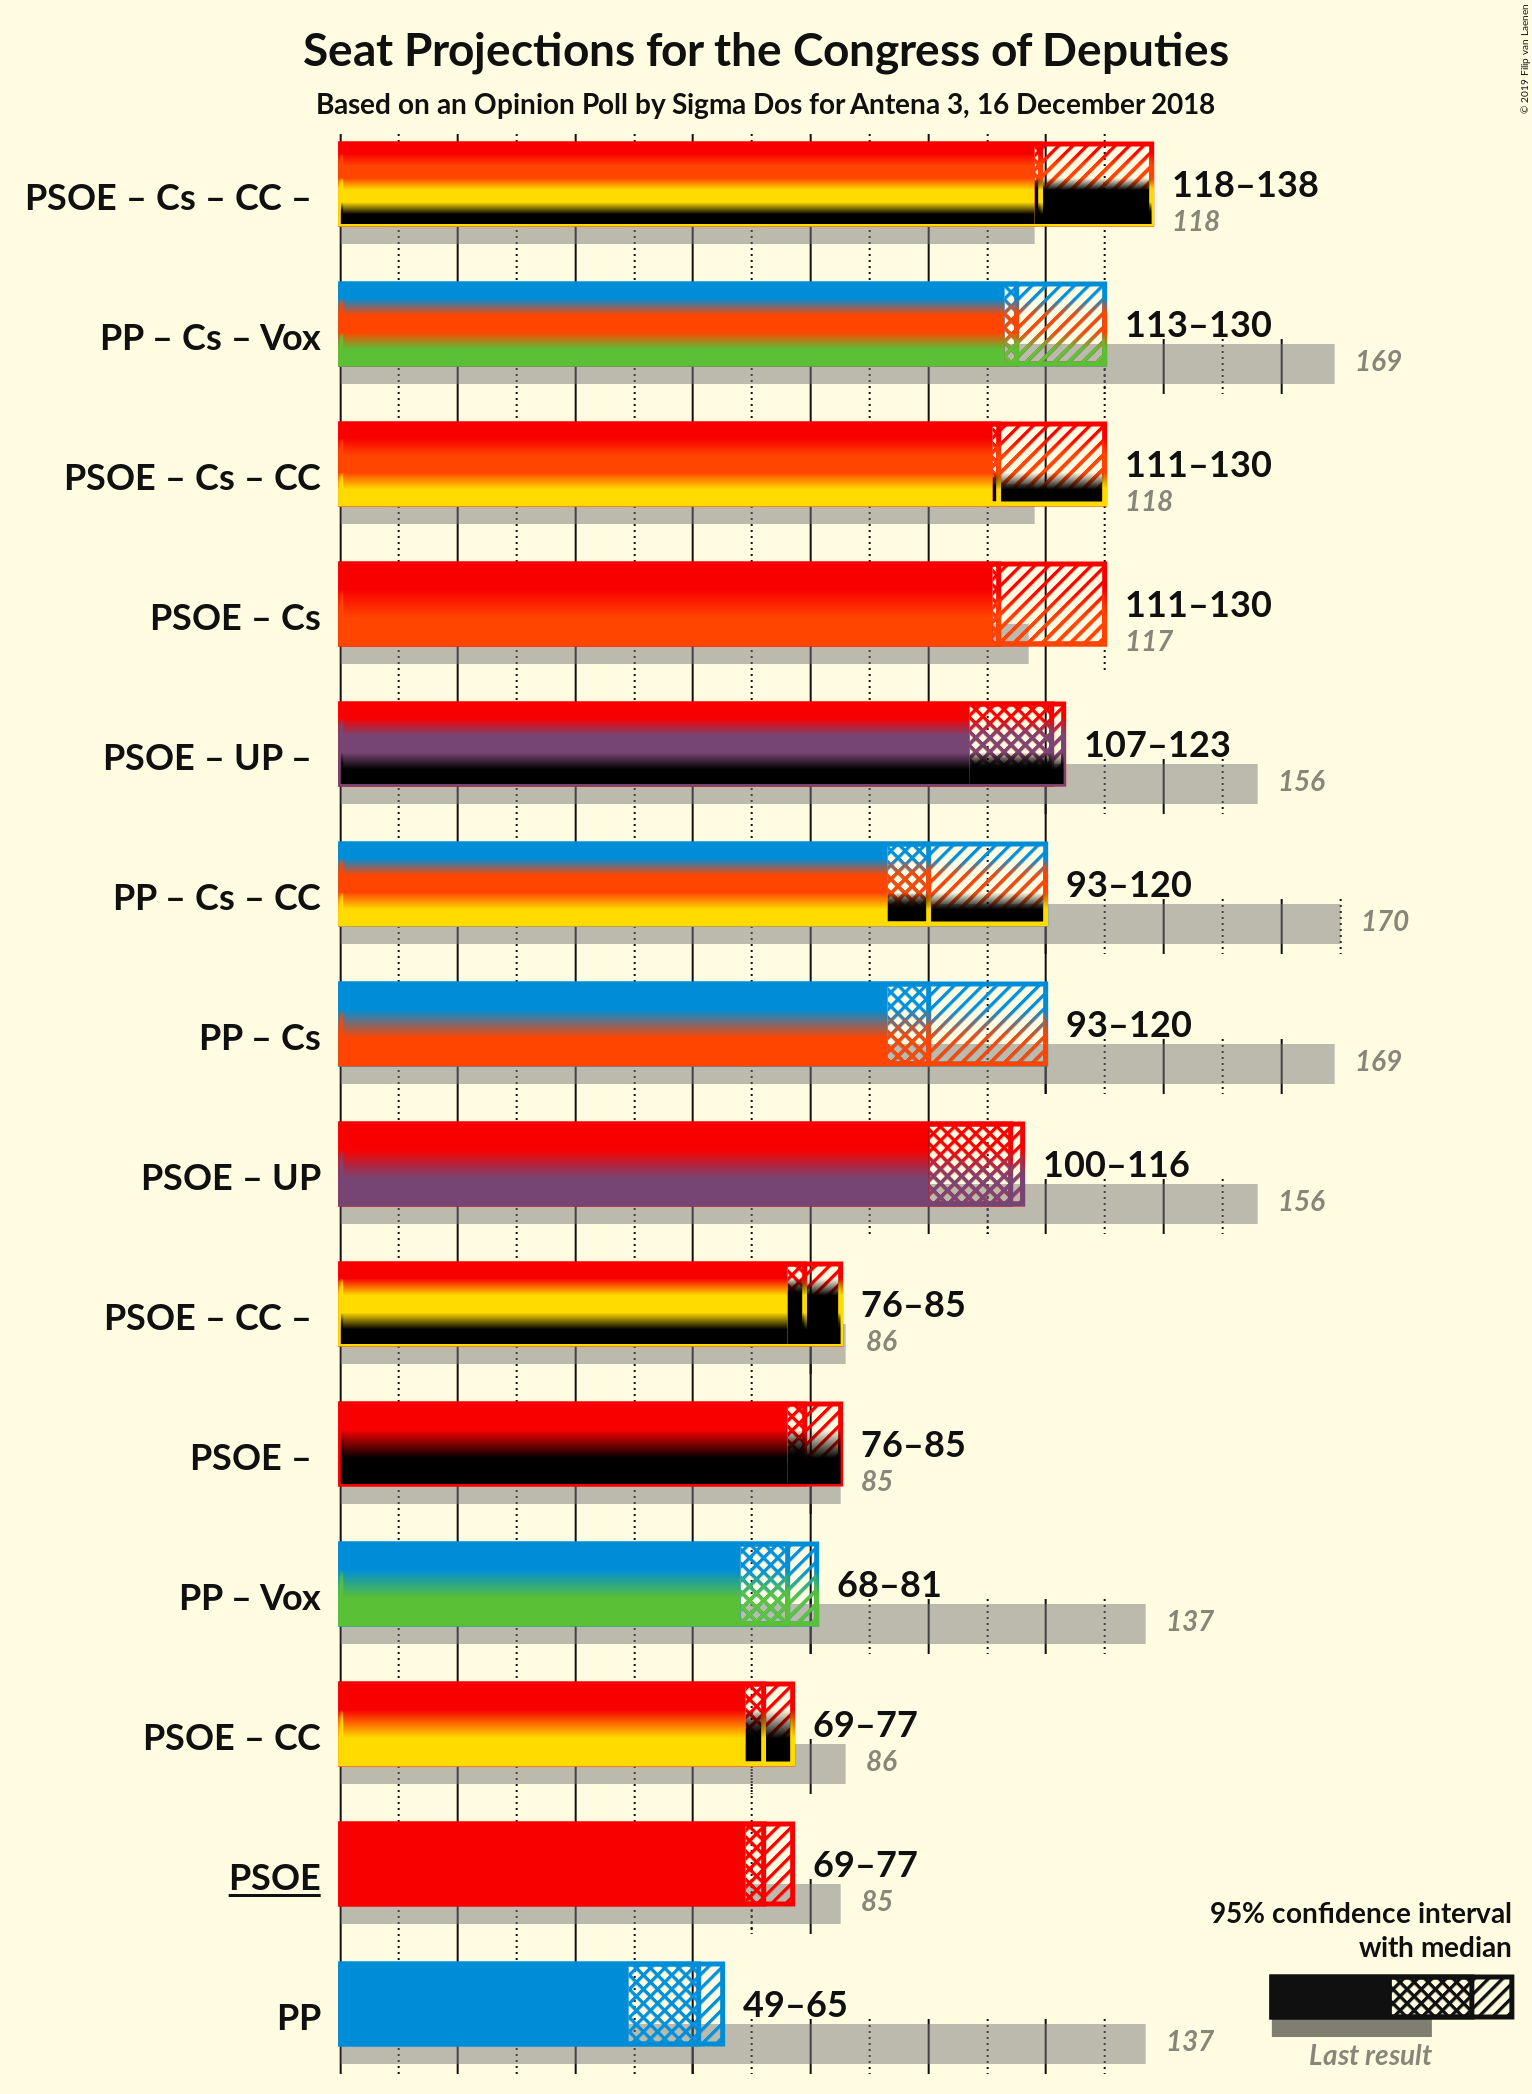 Seat Projections for the Congress of Deputies
Based on an Opinion Poll by Sigma Dos for Antena 3, 16 December 2018
© 2019 Filip van Laenen
PSOE – Cs – CC –
118–138
118
PP – Cs – Vox
113–130
169
PSOE – Cs – CC
111–130
118
PSOE – Cs
111–130
117
PSOE – UP –
107–123
156
PP – Cs – CC
93–120
170
PP – Cs
93–120
169
PSOE – UP
100–116
156
PSOE – CC –
76–85
86
PSOE –
76–85
85
PP – Vox
68–81
137
PSOE – CC
69–77
86
PSOE
69–77
85
PP
49–65
137
95% confidence interval
with median
Last result